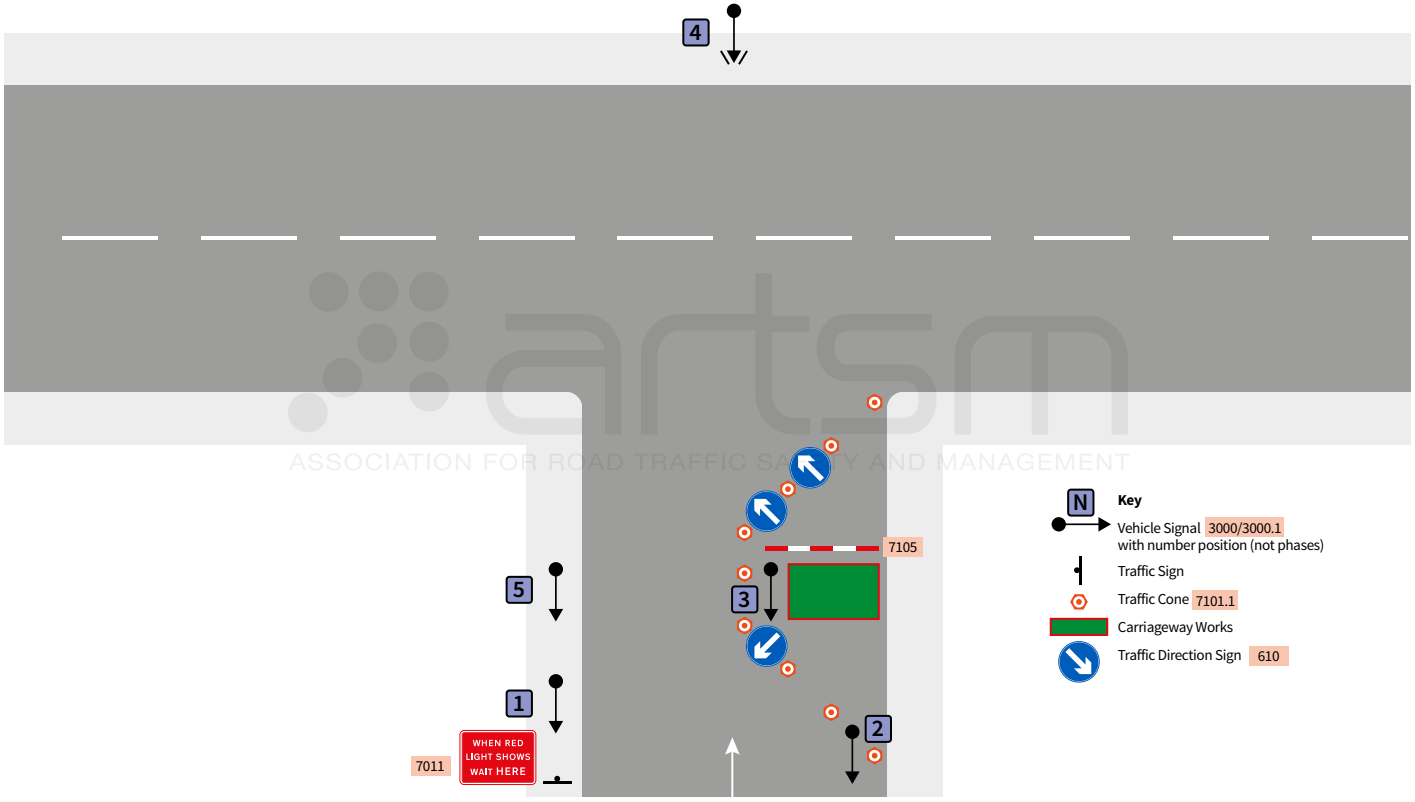 4
artsm
ASSOCIATION FOR ROAD TRAFFIC SAFETY AND MANAGEMENT
N Key
Vehicle Signal 3000/3000.1
with number position (not phases)
Traffic Sign
Traffic Cone 7101.1
Carriageway Works
Traffic Direction Sign 610
7105
5
3
1
2
WHEN RED
LIGHT SHOWS
WAIT HERE
7011